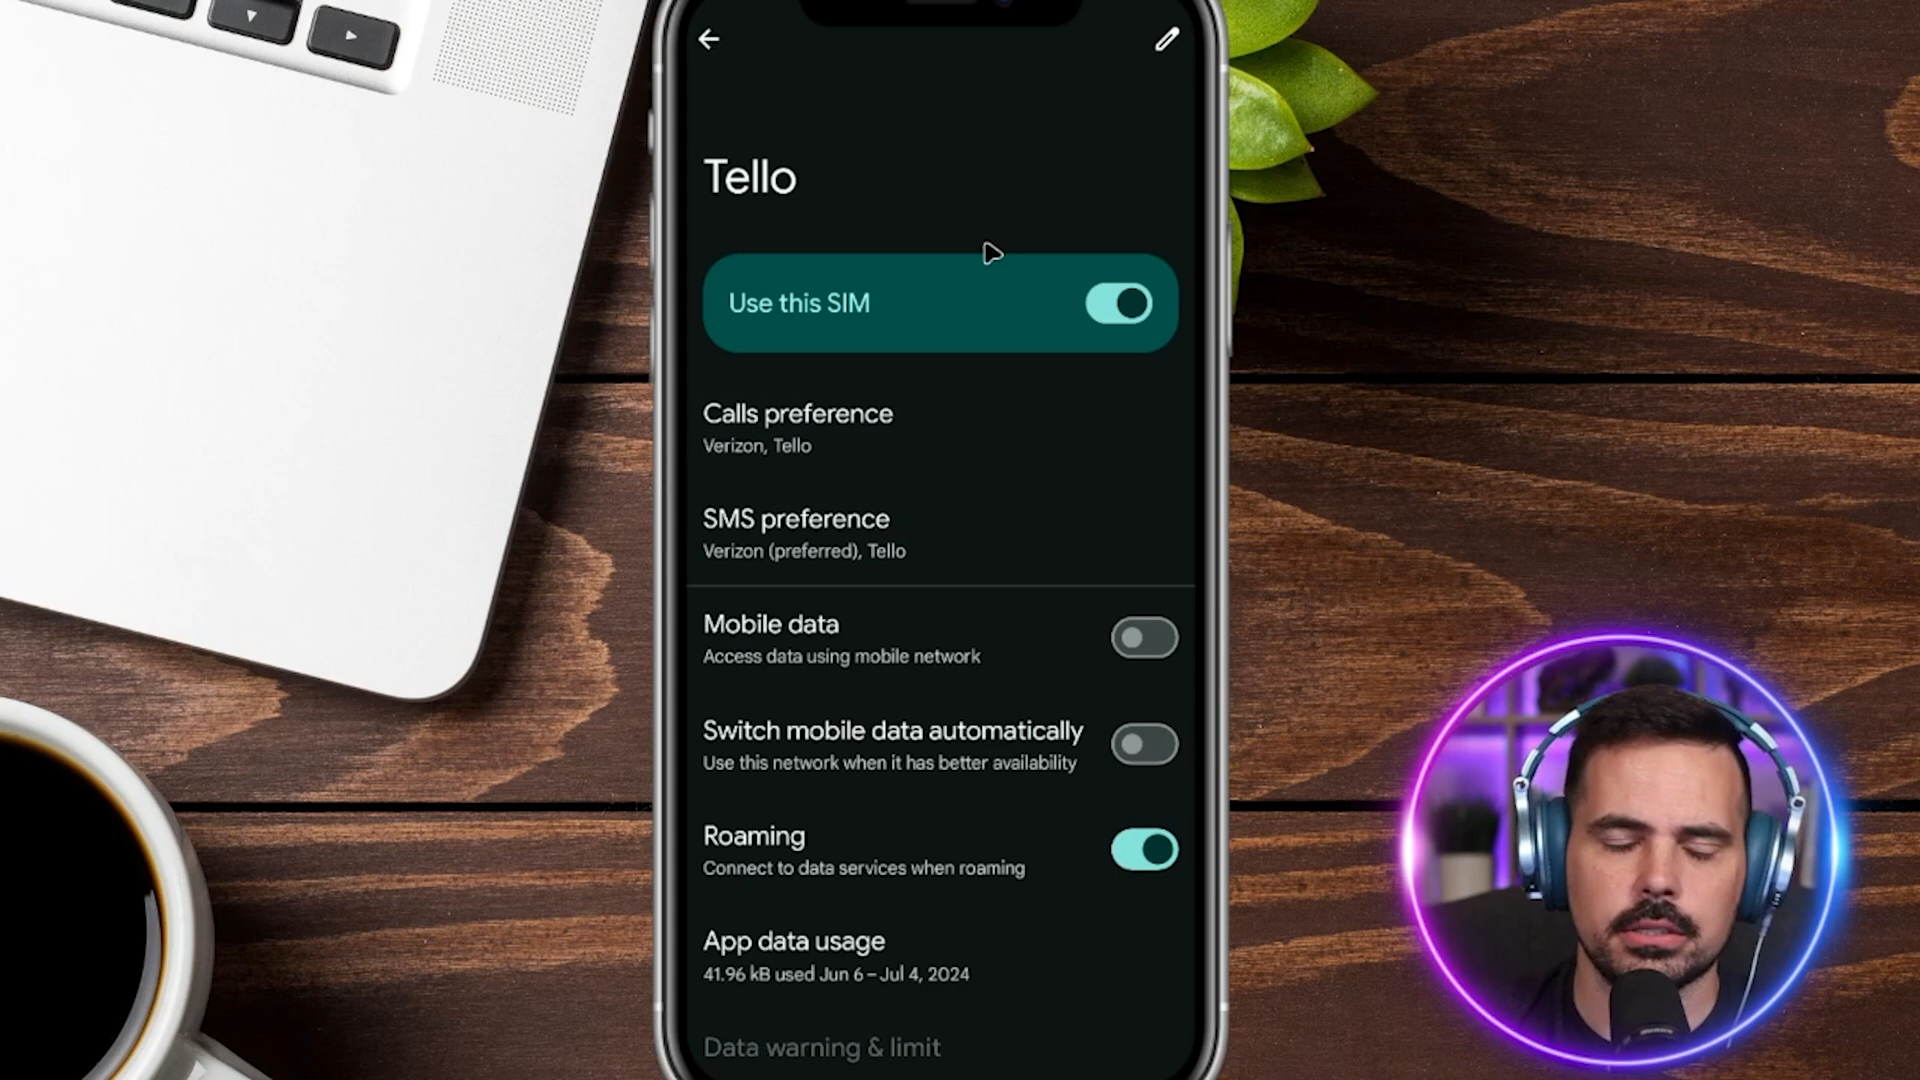 Tello
Use this SIM
Calls preference
Verizon, Tello
SMS preference
Verizon (preferred), Tello
Mobile data
Access data using mobile network
Switch mobile data automatically
Use this network when it has better availability
Roaming
Connect to data services when roaming
App data usage
41.96 kB used Jun 6 – Jul 4, 2024
Data warning & limit